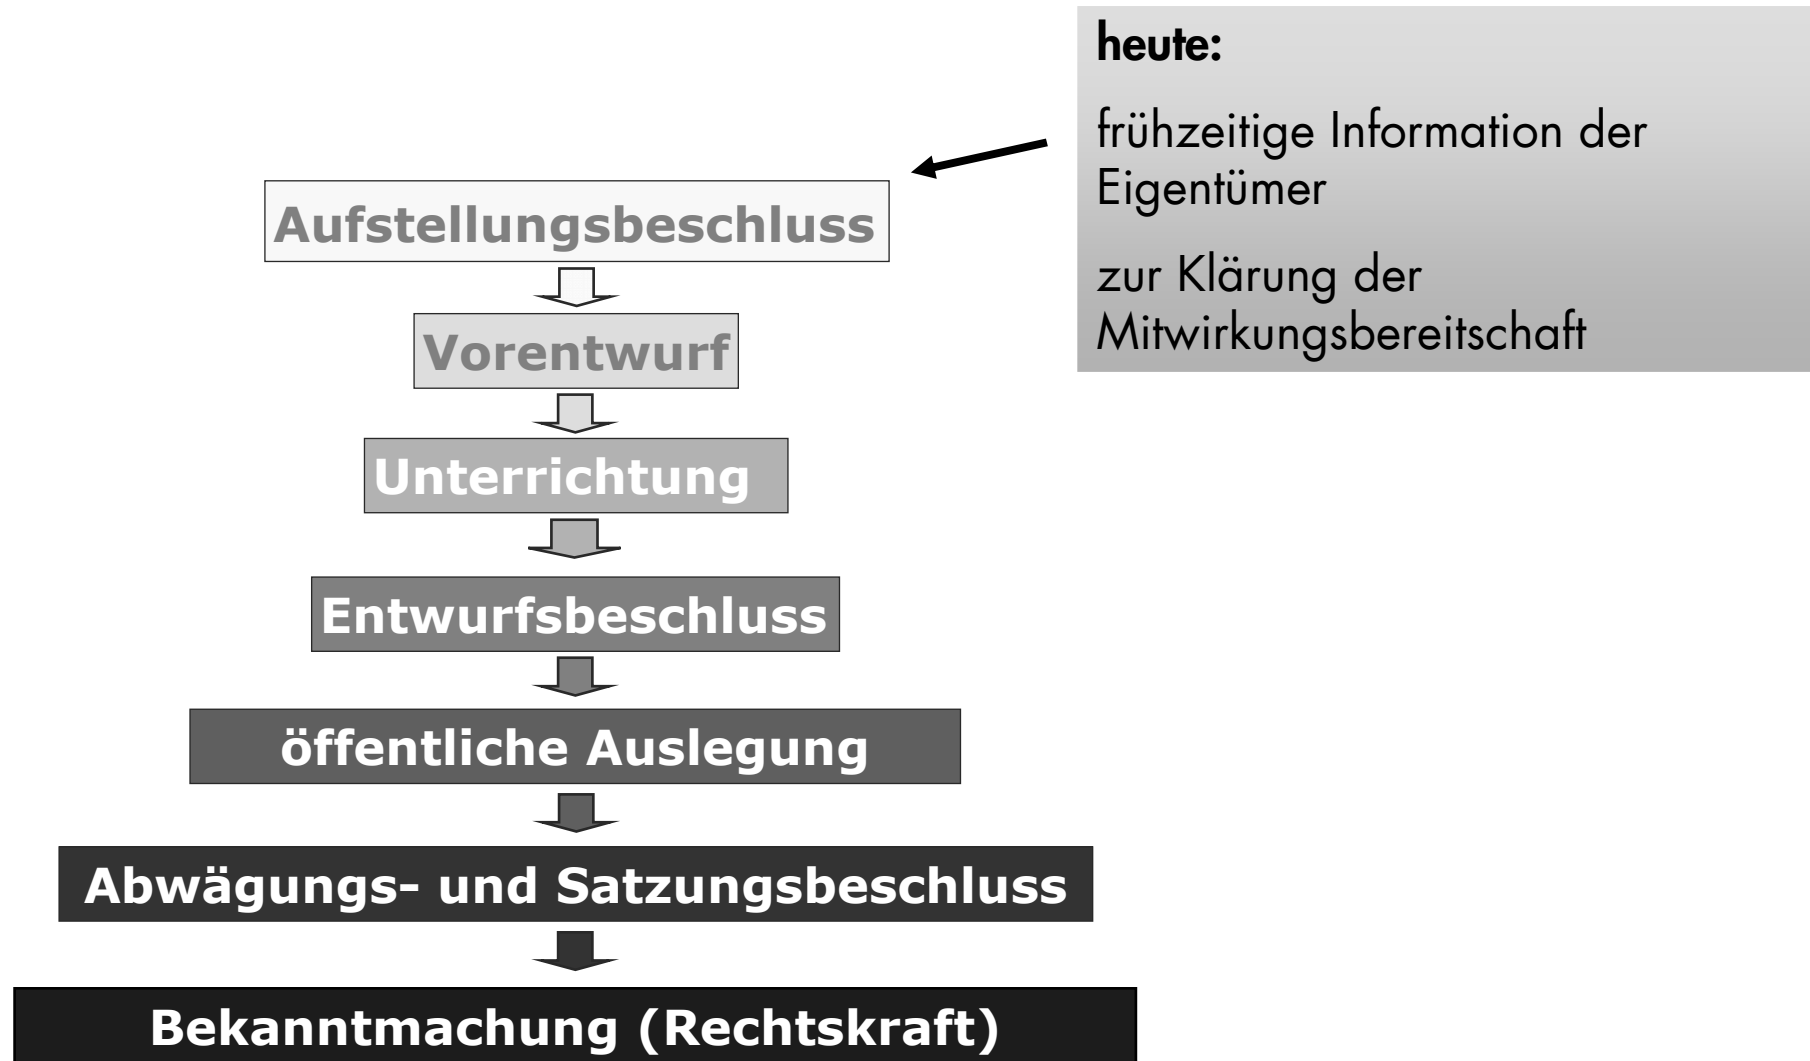 heute:
frühzeitige Information der
Eigentümer
zur Klärung der
Mitwirkungsbereitschaft
Aufstellungsbeschluss
Vorentwurf
Unterrichtung
Entwurfsbeschluss
öffentliche Auslegung
Abwägungs- und Satzungsbeschluss
Bekanntmachung (Rechtskraft)